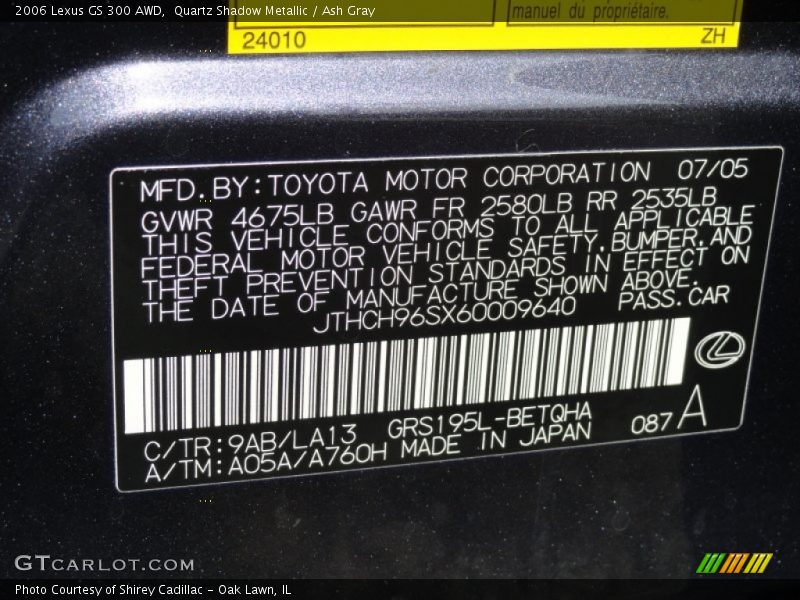 2006 Lexus GS 300 AWD, Quartz Shadow Metallic / Ash Gray
manuel du propriétaire.
24010 ZH
MFD.BY:TOYOTA MOTOR CORPORATION 07/05
GVWR 4675LB GAWR FR 2580LB RR 2535LB
THIS VEHICLE CONFORMS TO ALL APPLICABLE
FEDERAL MOTOR VEHICLE SAFETY,BUMPER,AND
THEFT PREVENTION STANDARDS IN EFFECT ON
THE DATE OF MANUFACTURE SHOWN ABOVE.
JTHCH96SX60009640 PASS.CAR
C/TR:9AB/LA13 GRS195L-BETQHA
A/TM:A05A/A760H MADE IN JAPAN 087 A
GTCARLOT.COM
Photo Courtesy of Shirey Cadillac - Oak Lawn, IL